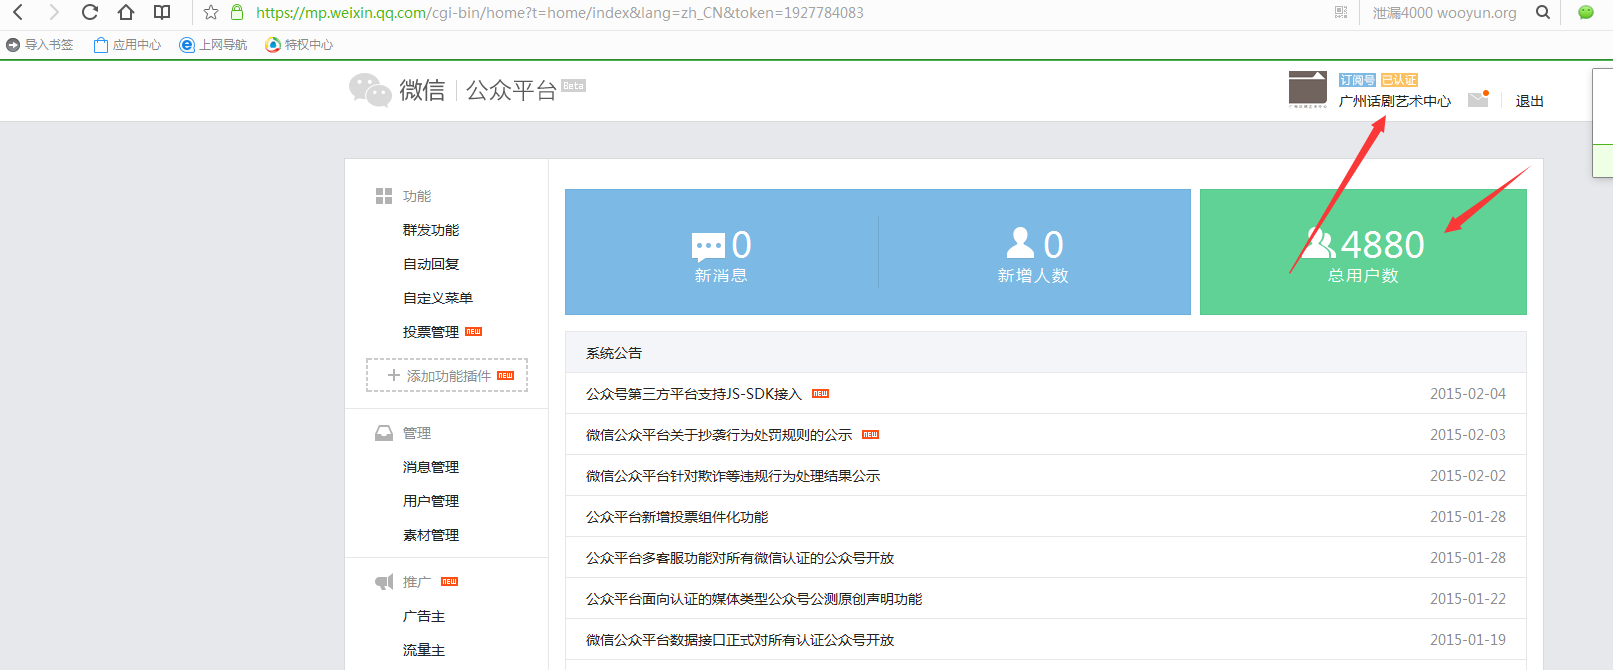 https://mp.weixin.qq.com/cgi-bin/home?t=home/index&lang=zh_CN&token=1927784083
泄漏4000 wooyun.org
导入书签 应用中心 上网导航 特权中心
微信 公众平台 Beta
订阅号 已认证
广州话剧艺术中心 退出
功能
群发功能
自动回复
自定义菜单
投票管理 NEW
添加功能插件 NEW
管理
消息管理
用户管理
素材管理
推广 NEW
广告主
流量主
0
新消息
0
新增人数
4880
总用户数
系统公告
公众号第三方平台支持JS-SDK接入 NEW 2015-02-04
微信公众平台关于抄袭行为处罚规则的公示 NEW 2015-02-03
微信公众平台针对欺诈等违规行为处理结果公示 2015-02-02
公众平台新增投票组件化功能 2015-01-28
公众平台多客服功能对所有微信认证的公众号开放 2015-01-28
公众平台面向认证的媒体类型公众号公测原创声明功能 2015-01-22
微信公众平台数据接口正式对所有认证公众号开放 2015-01-19